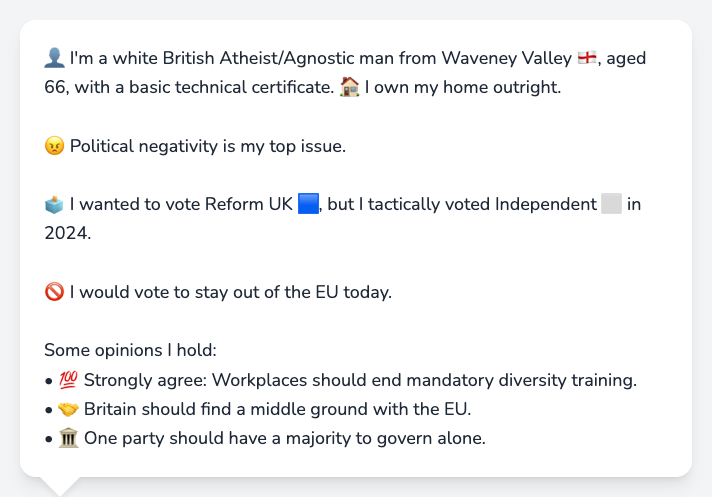 👤 I'm a white British Atheist/Agnostic man from Waveney Valley 🏴󠁧󠁢󠁥󠁮󠁧󠁿, aged
66, with a basic technical certificate. 🏠 I own my home outright.
😠 Political negativity is my top issue.
🗳️ I wanted to vote Reform UK 🟦, but I tactically voted Independent ⬜ in
2024.
🚫 I would vote to stay out of the EU today.
Some opinions I hold:
• 💯 Strongly agree: Workplaces should end mandatory diversity training.
• 🤝 Britain should find a middle ground with the EU.
• 🏛️ One party should have a majority to govern alone.